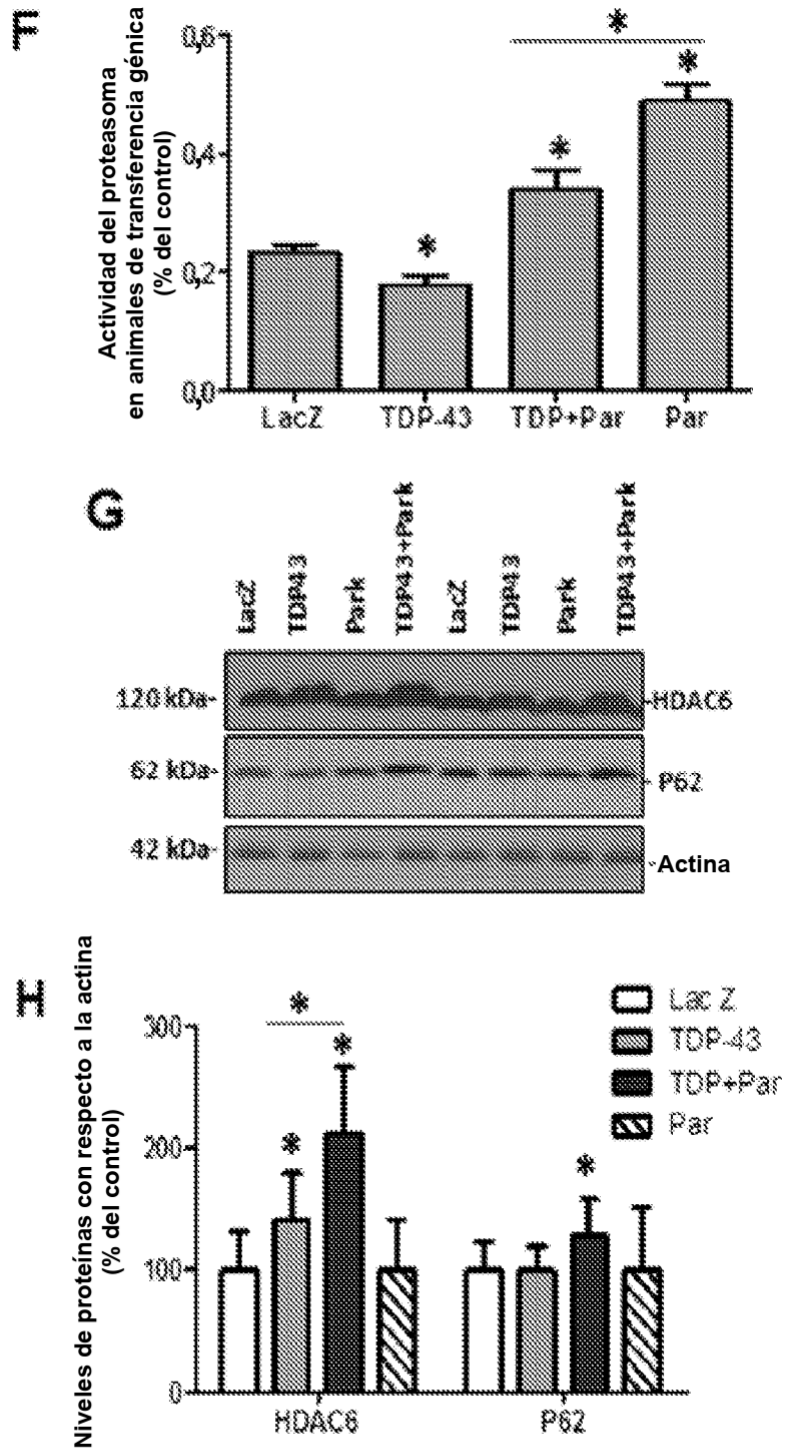 F
Actividad del proteasoma
en animales de transferencia génica
(% del control)
0,6
0,4
0,2
0,0
*
*
*
*
LacZ TDP-43 TDP+Par Par
G
LacZ TDP43 Park TDP43+Park LacZ TDP43 Park TDP43+Park
120 kDa- -HDAC6
62 kDa- - P62
42 kDa- -Actina
H
Niveles de proteínas con respecto a la actina
(% del control)
300
200
100
0
*
*
*
*
Lac Z
TDP-43
TDP+Par
Par
HDAC6 P62